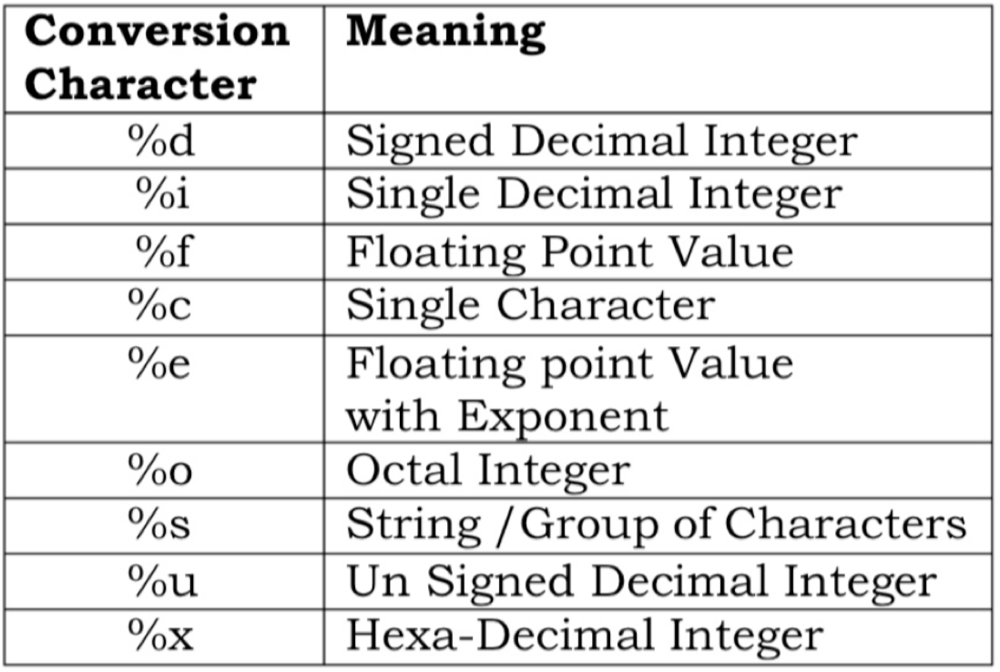 Conversion Meaning
Character
%d Signed Decimal Integer
%i Single Decimal Integer
%f Floating Point Value
%c Single Character
%e Floating point Value
with Exponent
%o Octal Integer
%s String /Group of Characters
%u Un Signed Decimal Integer
%x Hexa-Decimal Integer